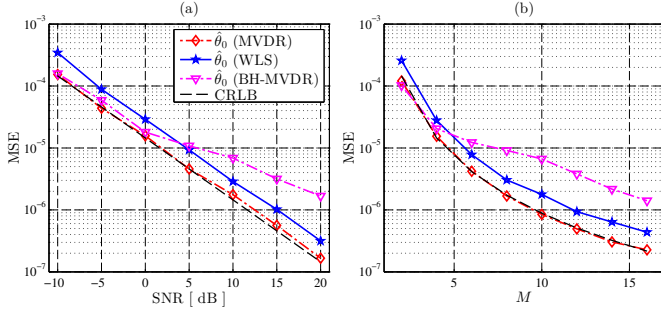 (a)
10⁻³
10⁻⁴
10⁻⁵
10⁻⁶
10⁻⁷
MSE
−10 −5 0 5 10 15 20
SNR [ dB ]
θ̂₀ (MVDR)
θ̂₀ (WLS)
θ̂₀ (BH-MVDR)
CRLB
(b)
10⁻³
10⁻⁴
10⁻⁵
10⁻⁶
10⁻⁷
MSE
5 10 15
M